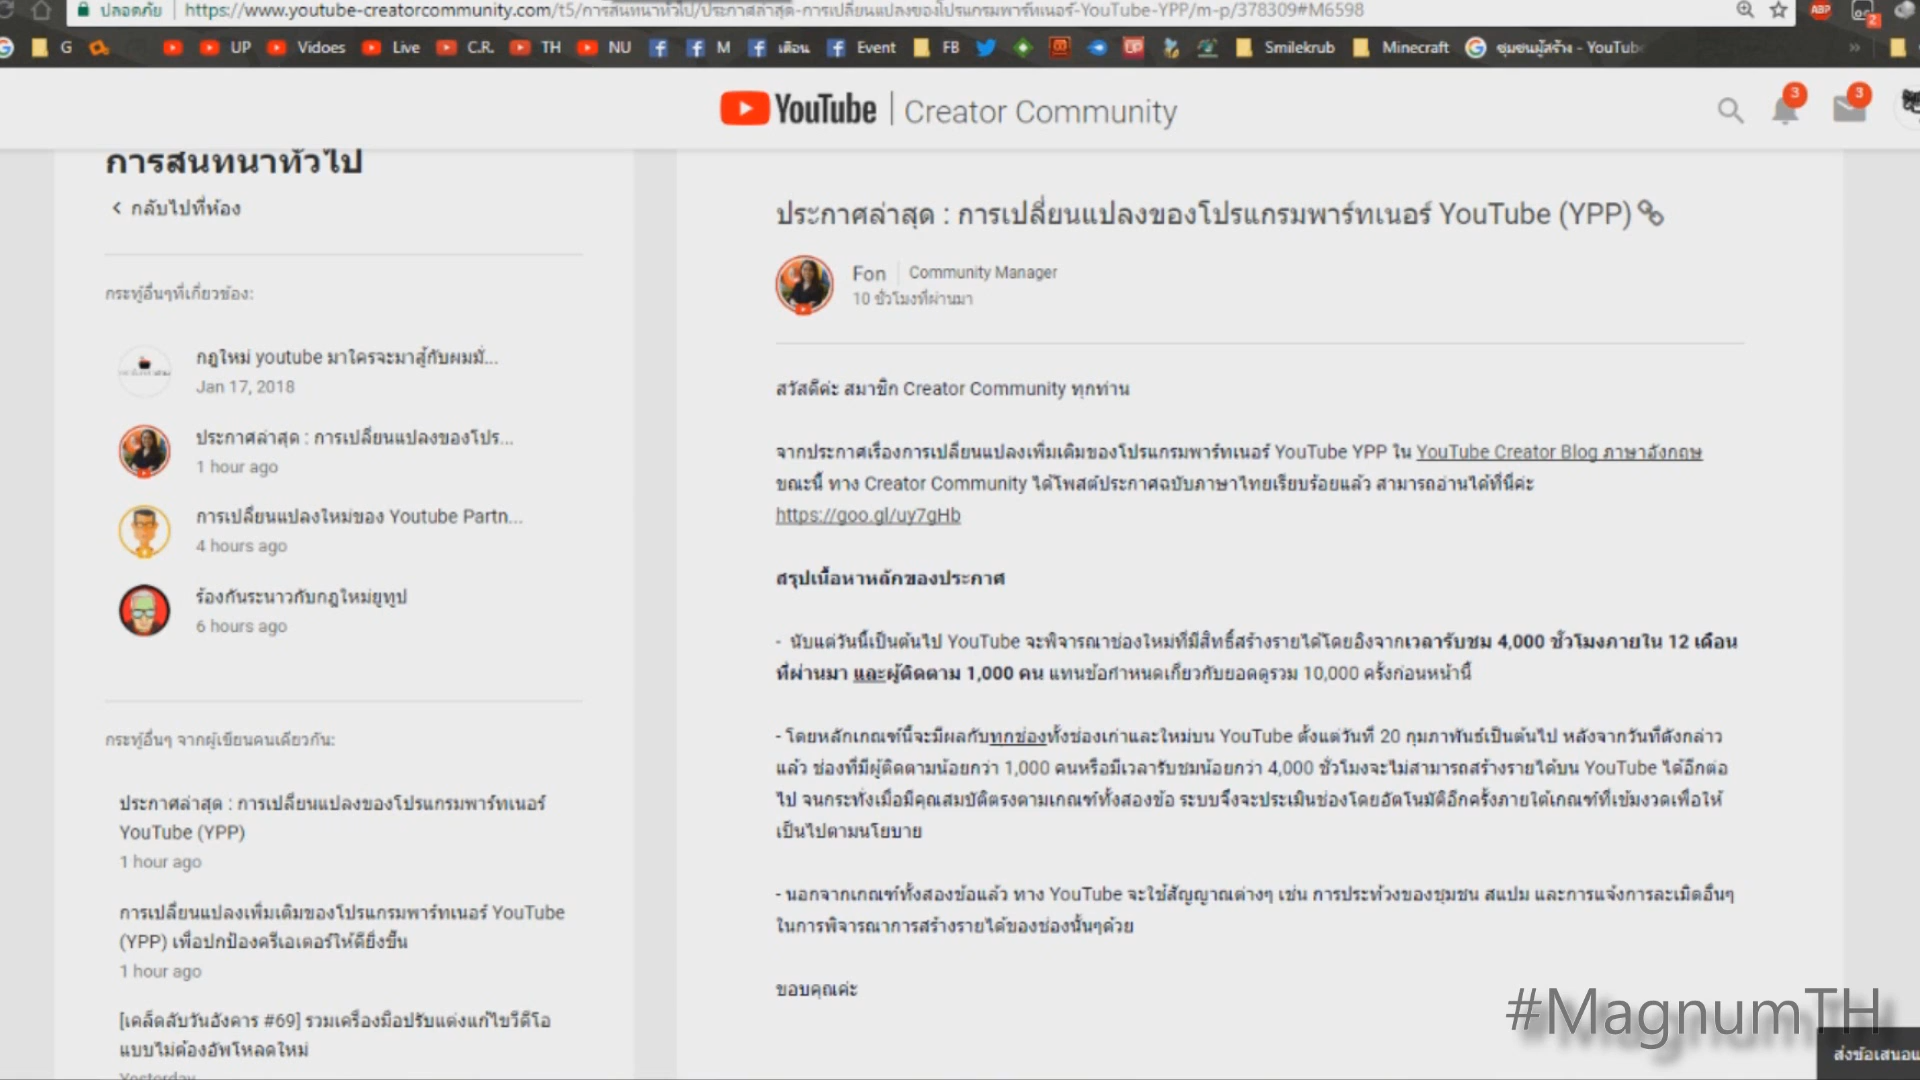 ปลอดภัย
https://www.youtube-creatorcommunity.com/t5/การสนทนาทั่วไป/ประกาศล่าสุด-การเปลี่ยนแปลงของโปรแกรมพาร์ทเนอร์-YouTube-YPP/m-p/378309#M6598
ABP
2
G
UP
Vidoes
Live
C.R.
TH
NU
M
เตือน
Event
FB
Smilekrub
Minecraft
ชุมชนผู้สร้าง - YouTub
YouTube Creator Community
3
3
การสนทนาทั่วไป
กลับไปที่ห้อง
กระทู้อื่นๆที่เกี่ยวข้อง:
กฎใหม่ youtube มาใครจะมาสู้กับผมมั่...
Jan 17, 2018
ประกาศล่าสุด : การเปลี่ยนแปลงของโปร...
1 hour ago
การเปลี่ยนแปลงใหม่ของ Youtube Partn...
4 hours ago
ร้องกันระนาวกับกฎใหม่ยูทูป
6 hours ago
กระทู้อื่นๆ จากผู้เขียนคนเดียวกัน:
ประกาศล่าสุด : การเปลี่ยนแปลงของโปรแกรมพาร์ทเนอร์
YouTube (YPP)
1 hour ago
การเปลี่ยนแปลงเพิ่มเติมของโปรแกรมพาร์ทเนอร์ YouTube
(YPP) เพื่อปกป้องครีเอเตอร์ให้ดียิ่งขึ้น
1 hour ago
[เคล็ดลับวันอังคาร #69] รวมเครื่องมือปรับแต่งแก้ไขวีดีโอ
แบบไม่ต้องอัพโหลดใหม่
Yesterday
ประกาศล่าสุด : การเปลี่ยนแปลงของโปรแกรมพาร์ทเนอร์ YouTube (YPP)
Fon Community Manager
10 ชั่วโมงที่ผ่านมา
สวัสดีค่ะ สมาชิก Creator Community ทุกท่าน
จากประกาศเรื่องการเปลี่ยนแปลงเพิ่มเติมของโปรแกรมพาร์ทเนอร์ YouTube YPP ใน YouTube Creator Blog ภาษาอังกฤษ
ขณะนี้ ทาง Creator Community ได้โพสต์ประกาศฉบับภาษาไทยเรียบร้อยแล้ว สามารถอ่านได้ที่นี่ค่ะ
https://goo.gl/uy7gHb
สรุปเนื้อหาหลักของประกาศ
- นับแต่วันนี้เป็นต้นไป YouTube จะพิจารณาช่องใหม่ที่มีสิทธิ์สร้างรายได้โดยอิงจากเวลารับชม 4,000 ชั่วโมงภายใน 12 เดือน
ที่ผ่านมา และผู้ติดตาม 1,000 คน แทนข้อกำหนดเกี่ยวกับยอดดูรวม 10,000 ครั้งก่อนหน้านี้
- โดยหลักเกณฑ์นี้จะมีผลกับทุกช่องทั้งช่องเก่าและใหม่บน YouTube ตั้งแต่วันที่ 20 กุมภาพันธ์เป็นต้นไป หลังจากวันที่ดังกล่าว
แล้ว ช่องที่มีผู้ติดตามน้อยกว่า 1,000 คนหรือมีเวลารับชมน้อยกว่า 4,000 ชั่วโมงจะไม่สามารถสร้างรายได้บน YouTube ได้อีกต่อ
ไป จนกระทั่งเมื่อมีคุณสมบัติตรงตามเกณฑ์ทั้งสองข้อ ระบบจึงจะประเมินช่องโดยอัตโนมัติอีกครั้งภายใต้เกณฑ์ที่เข้มงวดเพื่อให้
เป็นไปตามนโยบาย
- นอกจากเกณฑ์ทั้งสองข้อแล้ว ทาง YouTube จะใช้สัญญาณต่างๆ เช่น การประท้วงของชุมชน สแปม และการแจ้งการละเมิดอื่นๆ
ในการพิจารณาการสร้างรายได้ของช่องนั้นๆด้วย
ขอบคุณค่ะ
#MagnumTH
ส่งข้อเสนอแ